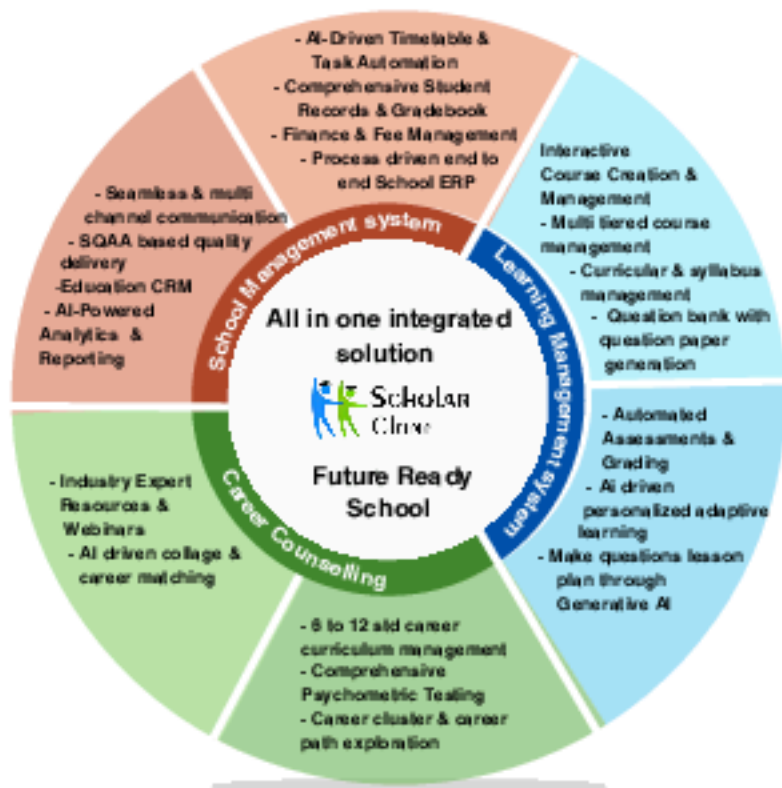 - AI-Driven Timetable &
Task Automation
- Comprehensive Student
Records & Gradebook
- Finance & Fee Management
- Process driven end to
end School ERP
Interactive
Course Creation &
Management
- Multi tiered course
management
- Curricular & syllabus
management
- Question bank with
question paper
generation
- Automated
Assessments &
Grading
- Ai driven
personalized adaptive
learning
- Make questions lesson
plan through
Generative AI
- 6 to 12 std career
curriculum management
- Comprehensive
Psychometric Testing
- Career cluster & career
path exploration
- Industry Expert
Resources &
Webinars
- AI driven collage &
career matching
- Seamless & multi
channel communication
- SQAA based quality
delivery
-Education CRM
- AI-Powered
Analytics & 
Reporting
School Management system
Learning Management system
Career Counselling
All in one integrated
solution
Scholar
Future Ready
School